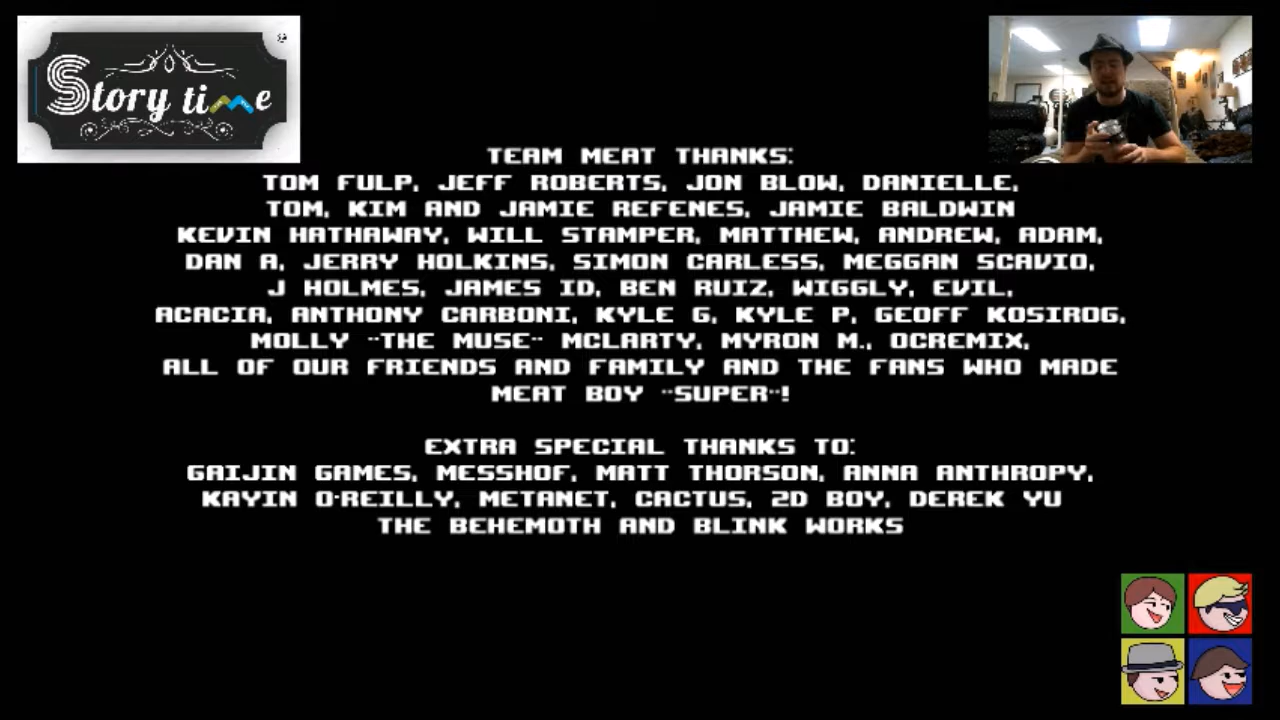 Story time
TEAM MEAT THANKS:
TOM FULP, JEFF ROBERTS, JON BLOW, DANIELLE,
TOM, KIM AND JAMIE REFENES, JAMIE BALDWIN
KEVIN HATHAWAY, WILL STAMPER, MATTHEW, ANDREW, ADAM,
DAN A, JERRY HOLKINS, SIMON CARLESS, MEGGAN SCAVIO,
J HOLMES, JAMES ID, BEN RUIZ, WIGGLY, EVIL,
ACACIA, ANTHONY CARBONI, KYLE G, KYLE P, GEOFF KOSIROG,
MOLLY "THE MUSE" MCLARTY, MYRON M., OCREMIX,
ALL OF OUR FRIENDS AND FAMILY AND THE FANS WHO MADE
MEAT BOY "SUPER"!
EXTRA SPECIAL THANKS TO:
GAIJIN GAMES, MESSHOF, MATT THORSON, ANNA ANTHROPY,
KAYIN O'REILLY, METANET, CACTUS, 2D BOY, DEREK YU
THE BEHEMOTH AND BLINK WORKS